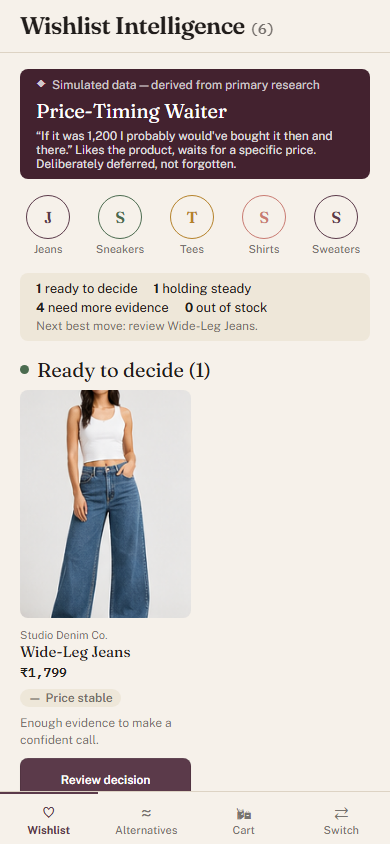 Wishlist Intelligence (6)
Simulated data — derived from primary research
Price-Timing Waiter
“If it was 1,200 I probably would've bought it then and
there.” Likes the product, waits for a specific price.
Deliberately deferred, not forgotten.
J S T S S
Jeans Sneakers Tees Shirts Sweaters
1 ready to decide 1 holding steady
4 need more evidence 0 out of stock
Next best move: review Wide-Leg Jeans.
Ready to decide (1)
Studio Denim Co.
Wide-Leg Jeans
₹1,799
— Price stable
Enough evidence to make a
confident call.
Review decision
Wishlist Alternatives Cart Switch